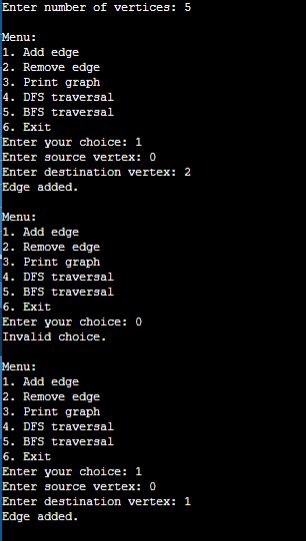 Enter number of vertices: 5
Menu:
1. Add edge
2. Remove edge
3. Print graph
4. DFS traversal
5. BFS traversal
6. Exit
Enter your choice: 1
Enter source vertex: 0
Enter destination vertex: 2
Edge added.
Menu:
1. Add edge
2. Remove edge
3. Print graph
4. DFS traversal
5. BFS traversal
6. Exit
Enter your choice: 0
Invalid choice.
Menu:
1. Add edge
2. Remove edge
3. Print graph
4. DFS traversal
5. BFS traversal
6. Exit
Enter your choice: 1
Enter source vertex: 0
Enter destination vertex: 1
Edge added.